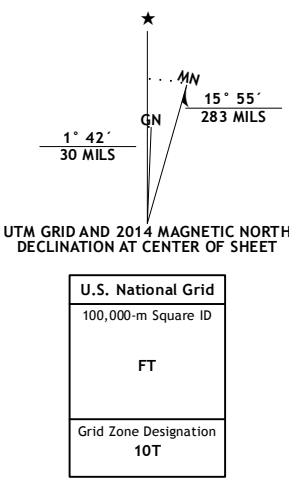 MN
GN
15° 55´
283 MILS
1° 42´
30 MILS
UTM GRID AND 2014 MAGNETIC NORTH
DECLINATION AT CENTER OF SHEET
U.S. National Grid
100,000-m Square ID
FT
Grid Zone Designation
10T